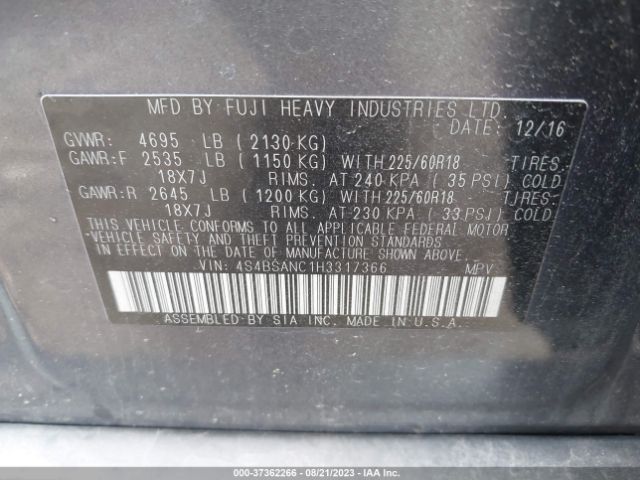 MFD BY FUJI HEAVY INDUSTRIES LTD.
DATE: 12/16
GVWR: 4695 LB (2130 KG)
GAWR:F 2535 LB (1150 KG) WITH 225/60R18 TIRES
18X7J RIMS. AT 240 KPA (35 PSI) COLD
GAWR:R 2645 LB (1200 KG) WITH 225/60R18 TIRES
18X7J RIMS. AT 230 KPA (33 PSI) COLD
THIS VEHICLE CONFORMS TO ALL APPLICABLE FEDERAL MOTOR
VEHICLE SAFETY AND THEFT PREVENTION STANDARDS
IN EFFECT ON THE DATE OF MANUFACTURE SHOWN ABOVE.
VIN: 4S4BSANC1H3317366 MPV
ASSEMBLED BY SIA INC. MADE IN U.S.A.
000-37362266 - 08/21/2023 - IAA Inc.